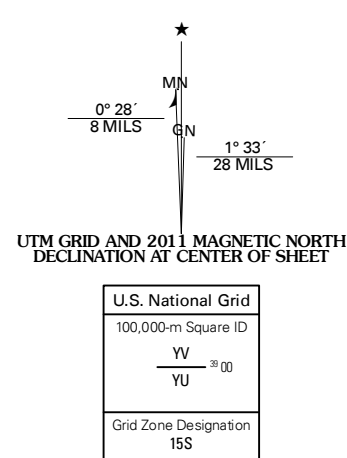 ★
MN
0° 28´
8 MILS
GN
1° 33´
28 MILS
UTM GRID AND 2011 MAGNETIC NORTH
DECLINATION AT CENTER OF SHEET
U.S. National Grid
100,000-m Square ID
YV
39 00
YU
Grid Zone Designation
15S